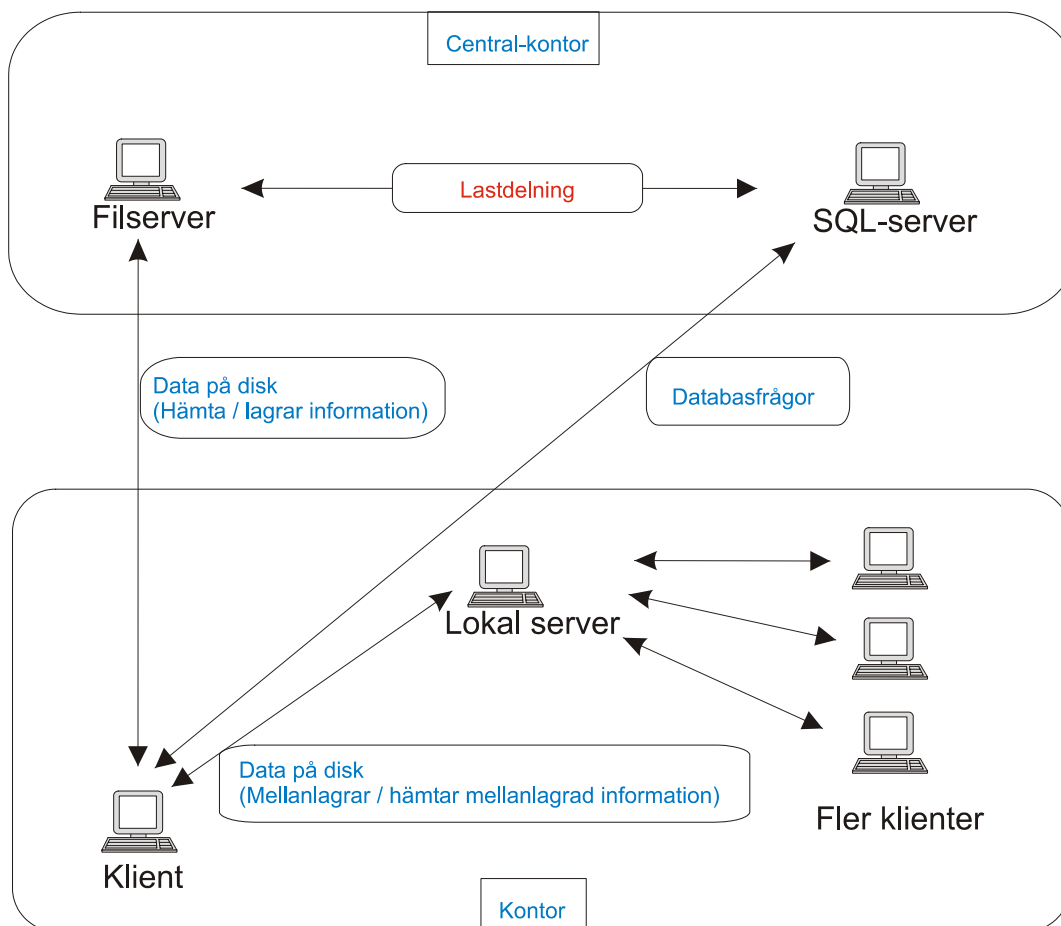 Central-kontor
Lastdelning
Filserver
SQL-server
Data på disk
(Hämta / lagrar information)
Databasfrågor
Lokal server
Data på disk
(Mellanlagrar / hämtar mellanlagrad information)
Fler klienter
Klient
Kontor